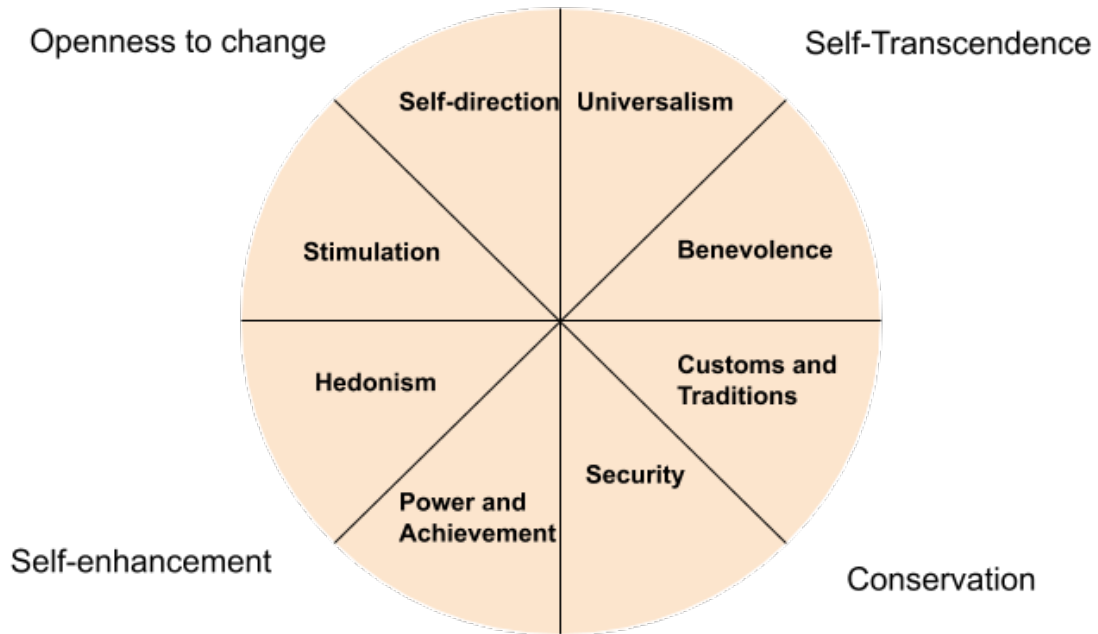 Openness to change
Self-Transcendence
Self-direction
Universalism
Stimulation
Benevolence
Hedonism
Customs and
Traditions
Security
Power and
Achievement
Self-enhancement
Conservation